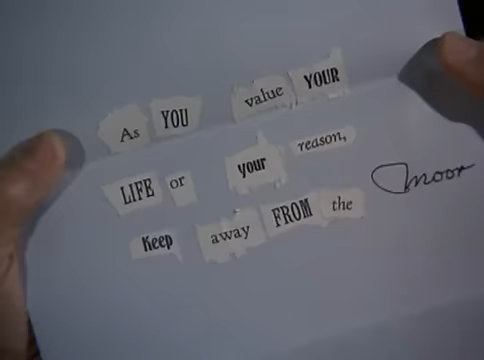 As YOU value YOUR
LIFE or your reason,
Keep away FROM the moor